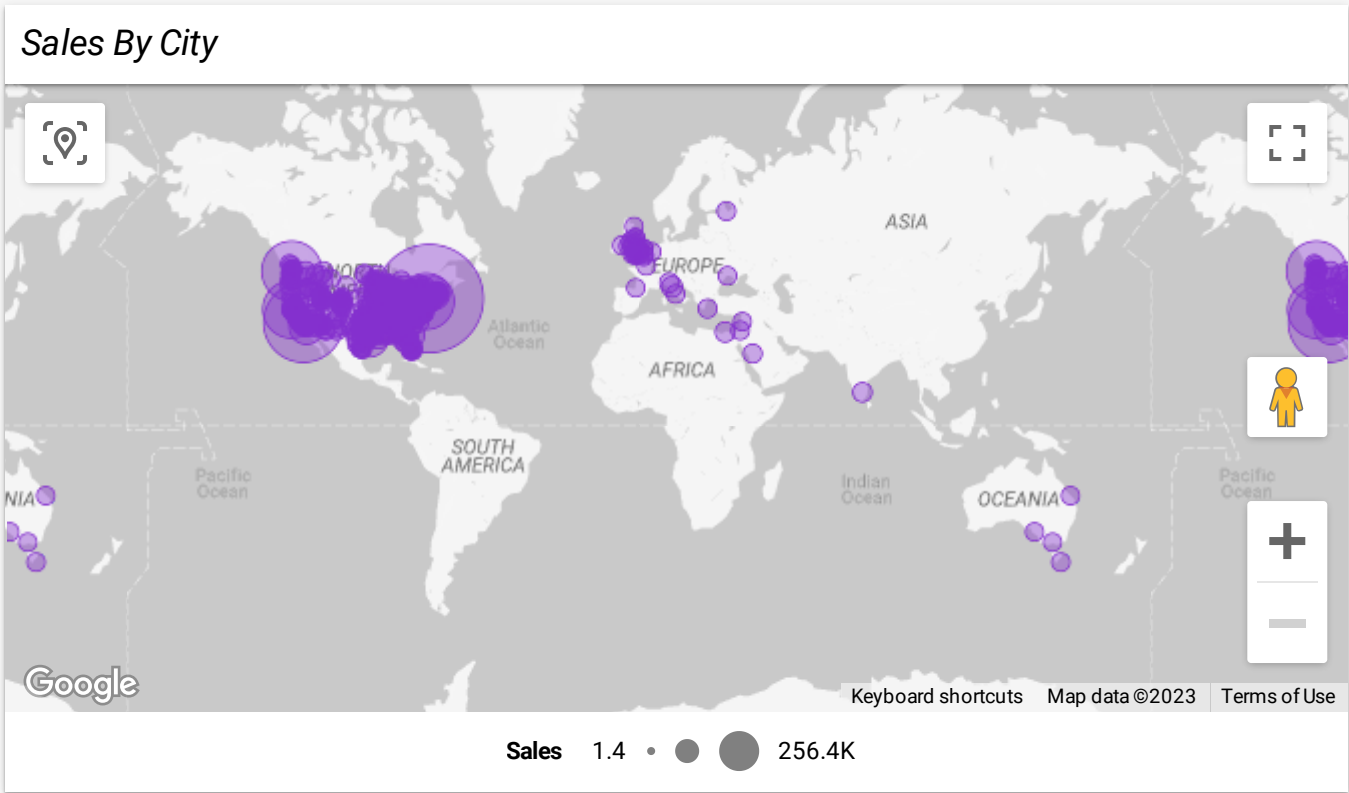 Sales By City
NORTH
ASIA
EUROPE
Atlantic
Ocean
AFRICA
SOUTH
AMERICA
Pacific
Ocean
Indian
Ocean
NIA
OCEANIA
Pacific
Ocean
Google
Keyboard shortcuts Map data ©2023 Terms of Use
Sales 1.4 256.4K